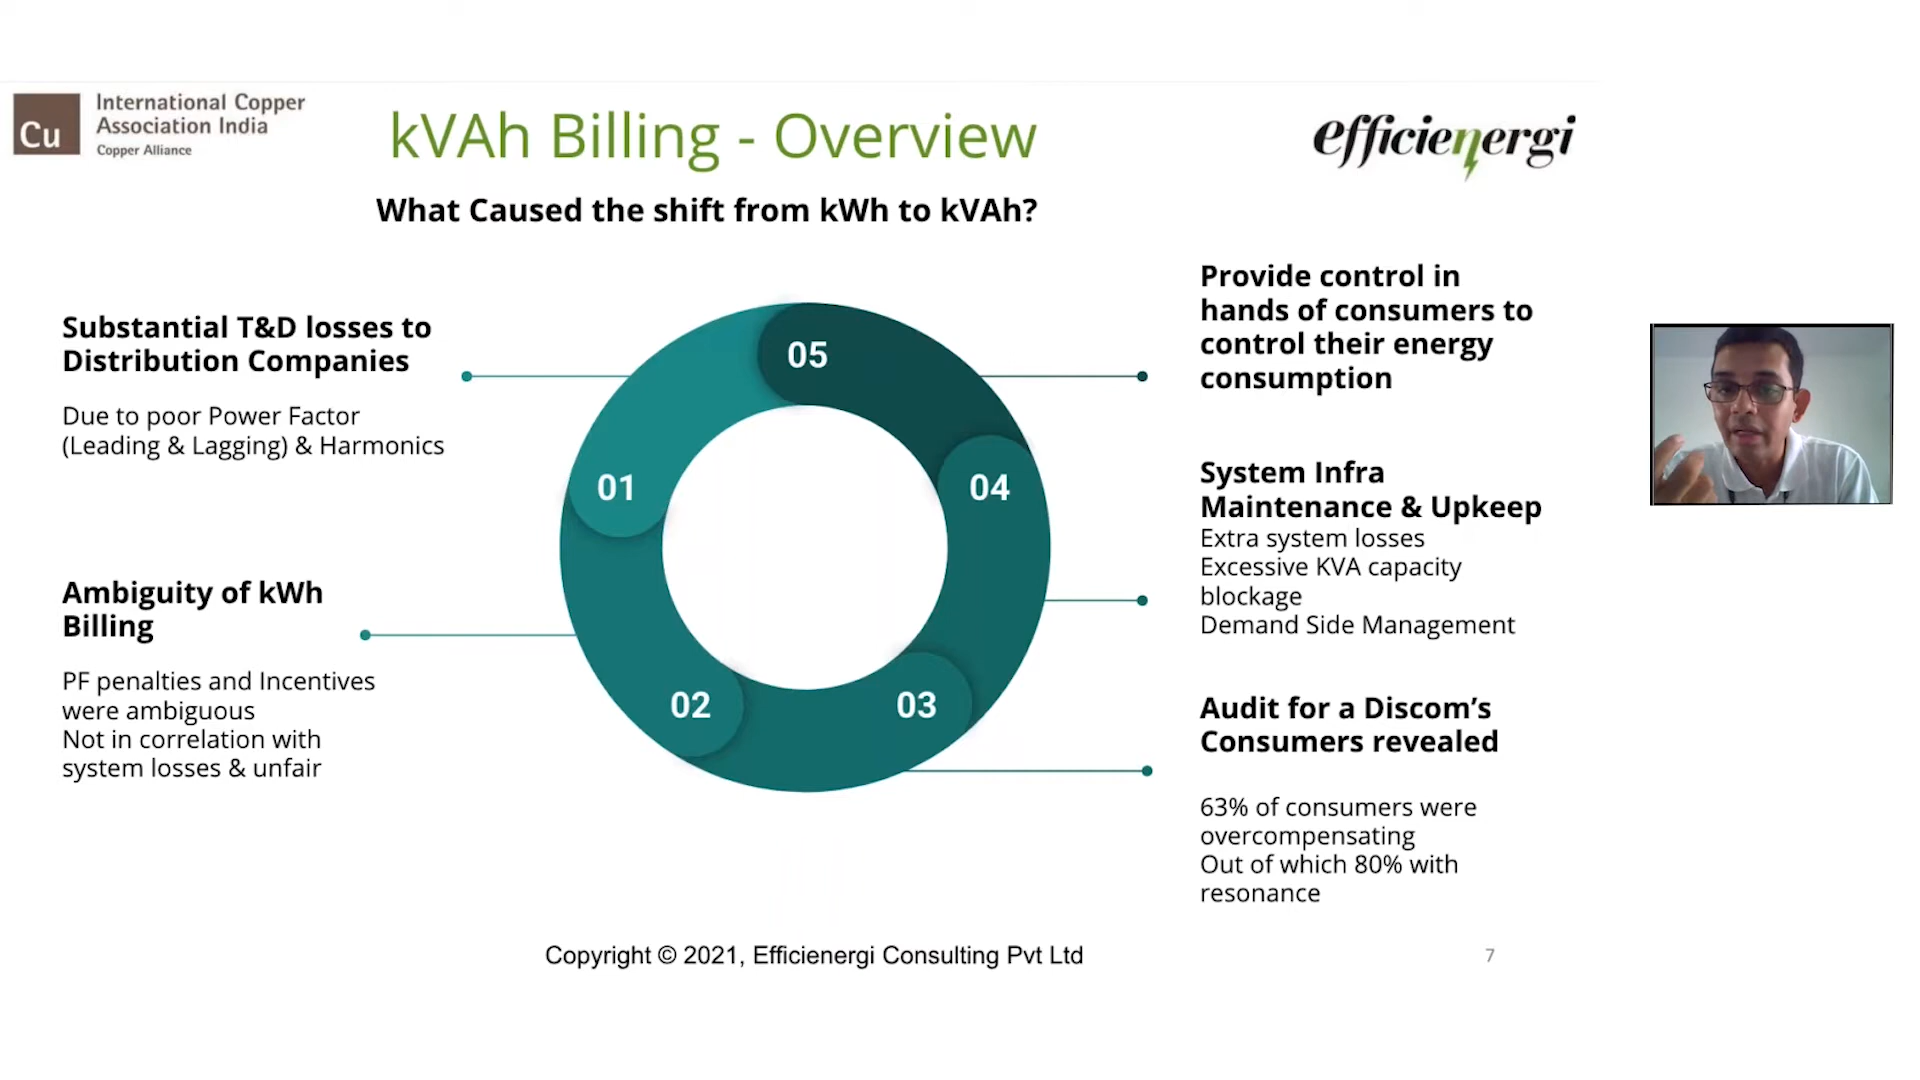 Cu
International Copper
Association India
Copper Alliance
kVAh Billing - Overview
efficienergi
What Caused the shift from kWh to kVAh?
Substantial T&D losses to
Distribution Companies
Due to poor Power Factor
(Leading & Lagging) & Harmonics
Ambiguity of kWh
Billing
PF penalties and Incentives
were ambiguous
Not in correlation with
system losses & unfair
05
01
04
02
03
Provide control in
hands of consumers to
control their energy
consumption
System Infra
Maintenance & Upkeep
Extra system losses
Excessive KVA capacity
blockage
Demand Side Management
Audit for a Discom’s
Consumers revealed
63% of consumers were
overcompensating
Out of which 80% with
resonance
Copyright © 2021, Efficienergi Consulting Pvt Ltd
7